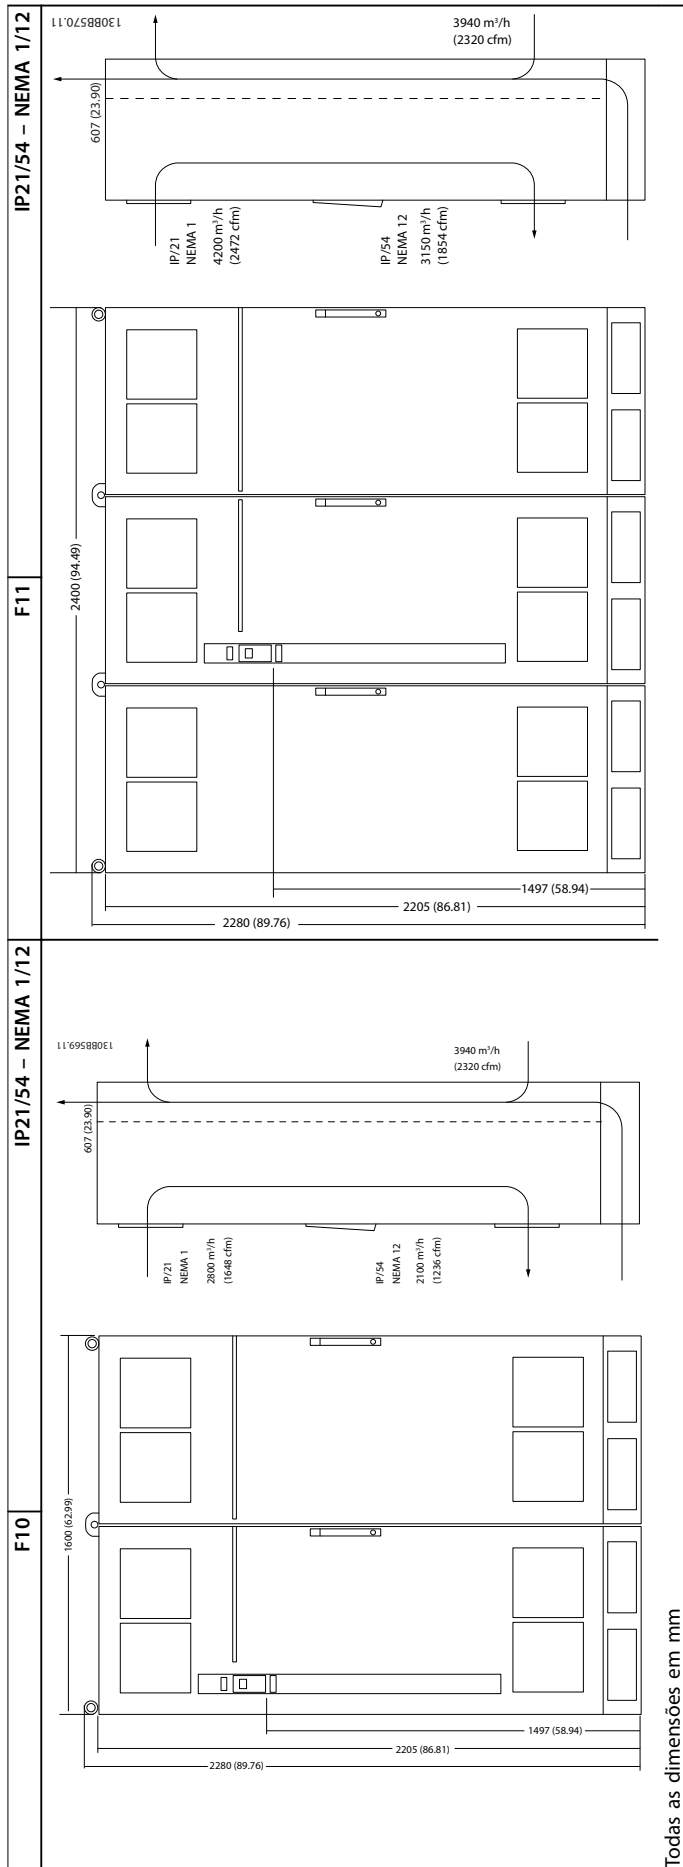 F10
IP21/54 – NEMA 1/12
F11
IP21/54 – NEMA 1/12
130BB570.11
607 (23.90)
3940 m³/h
(2320 cfm)
IP/21
NEMA 1
4200 m³/h
(2472 cfm)
IP/54
NEMA 12
3150 m³/h
(1854 cfm)
2400 (94.49)
1497 (58.94)
2205 (86.81)
2280 (89.76)
130BB569.11
607 (23.90)
3940 m³/h
(2320 cfm)
IP/21
NEMA 1
2800 m³/h
(1648 cfm)
IP/54
NEMA 12
2100 m³/h
(1236 cfm)
1600 (62.99)
1497 (58.94)
2205 (86.81)
2280 (89.76)
Todas as dimensões em mm